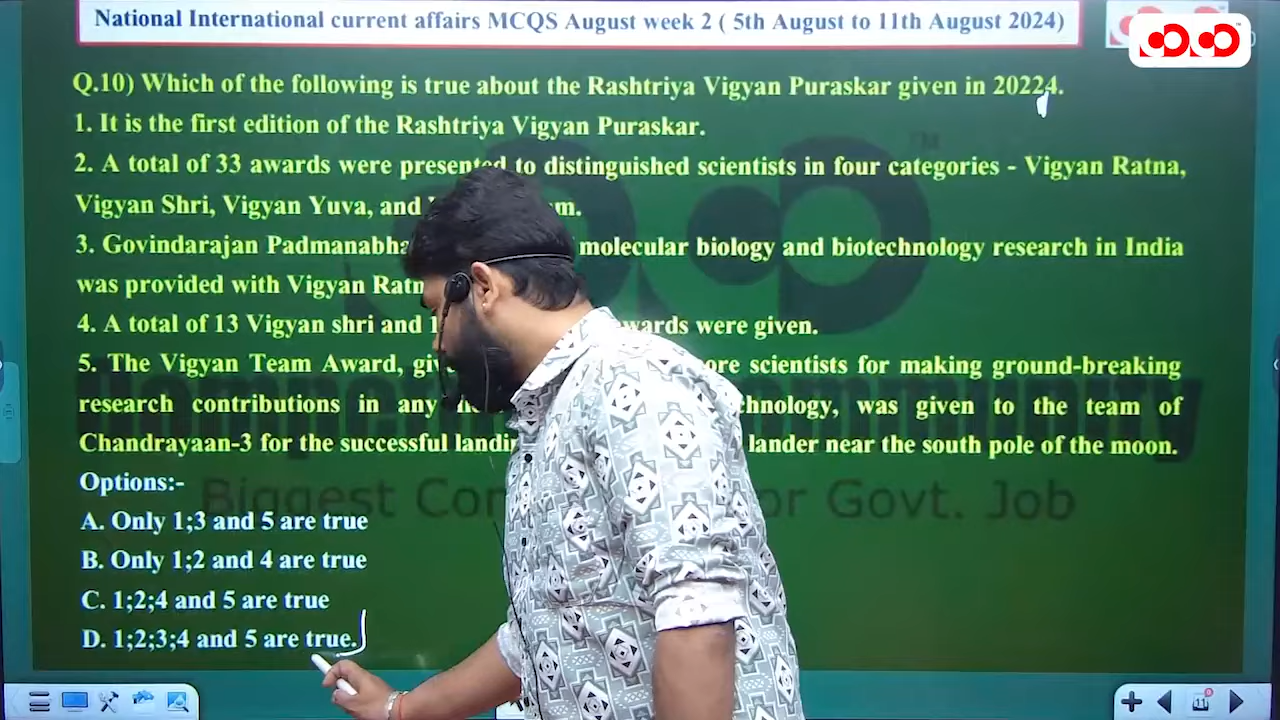 National International current affairs MCQS August week 2 ( 5th August to 11th August 2024)
Q.10) Which of the following is true about the Rashtriya Vigyan Puraskar given in 20224.
1. It is the first edition of the Rashtriya Vigyan Puraskar.
2. A total of 33 awards were presented to distinguished scientists in four categories - Vigyan Ratna,
Vigyan Shri, Vigyan Yuva, and
3. Govindarajan Padmanabha molecular biology and biotechnology research in India
was provided with Vigyan Ratn
4. A total of 13 Vigyan shri and wards were given.
5. The Vigyan Team Award, giv scientists for making ground-breaking
research contributions in any was given to the team of
Chandrayaan-3 for the successful landi lander near the south pole of the moon.
Options:-
A. Only 1;3 and 5 are true
B. Only 1;2 and 4 are true
C. 1;2;4 and 5 are true
D. 1;2;3;4 and 5 are true.
Biggest Com or Govt. Job